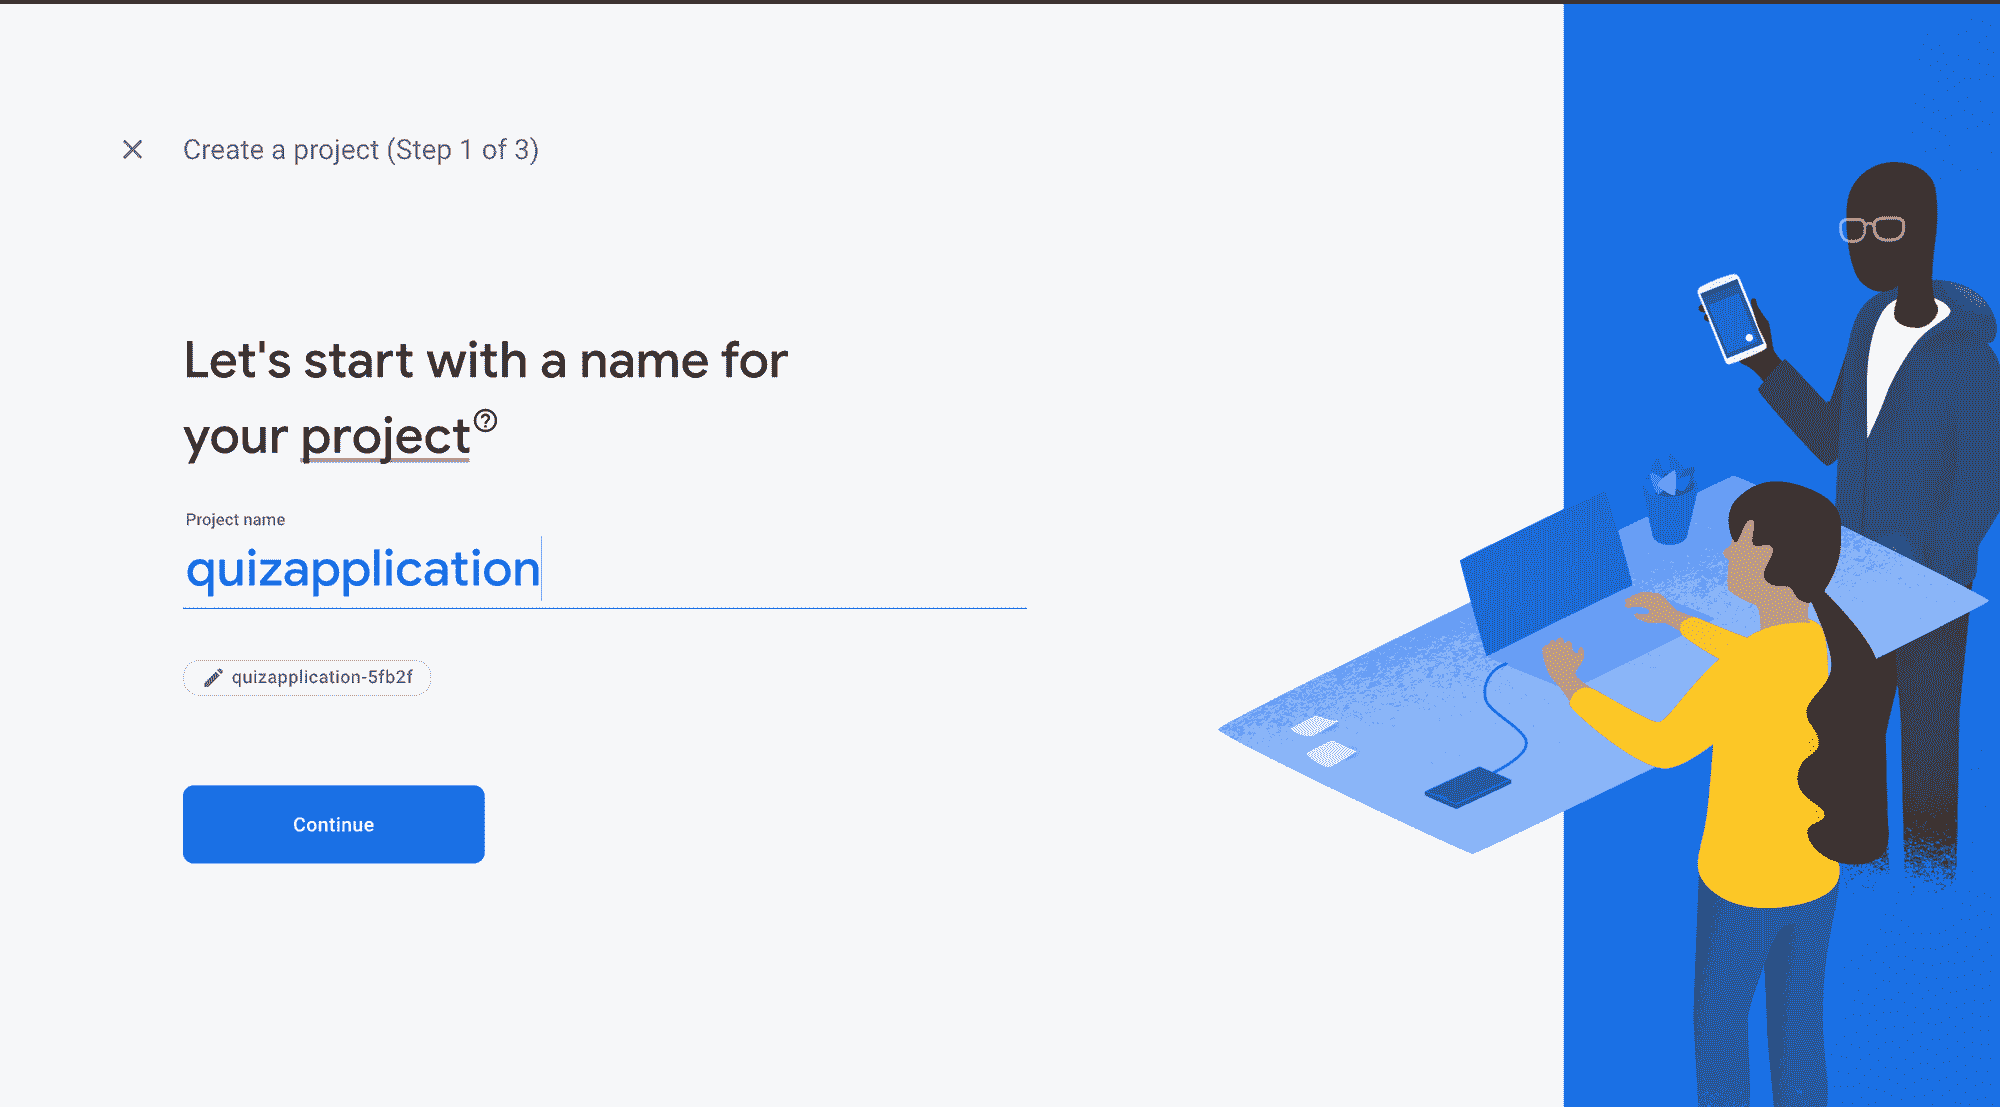 Create a project (Step 1 of 3)
Let's start with a name for
your project?
Project name
quizapplication
quizapplication-5fb2f
Continue